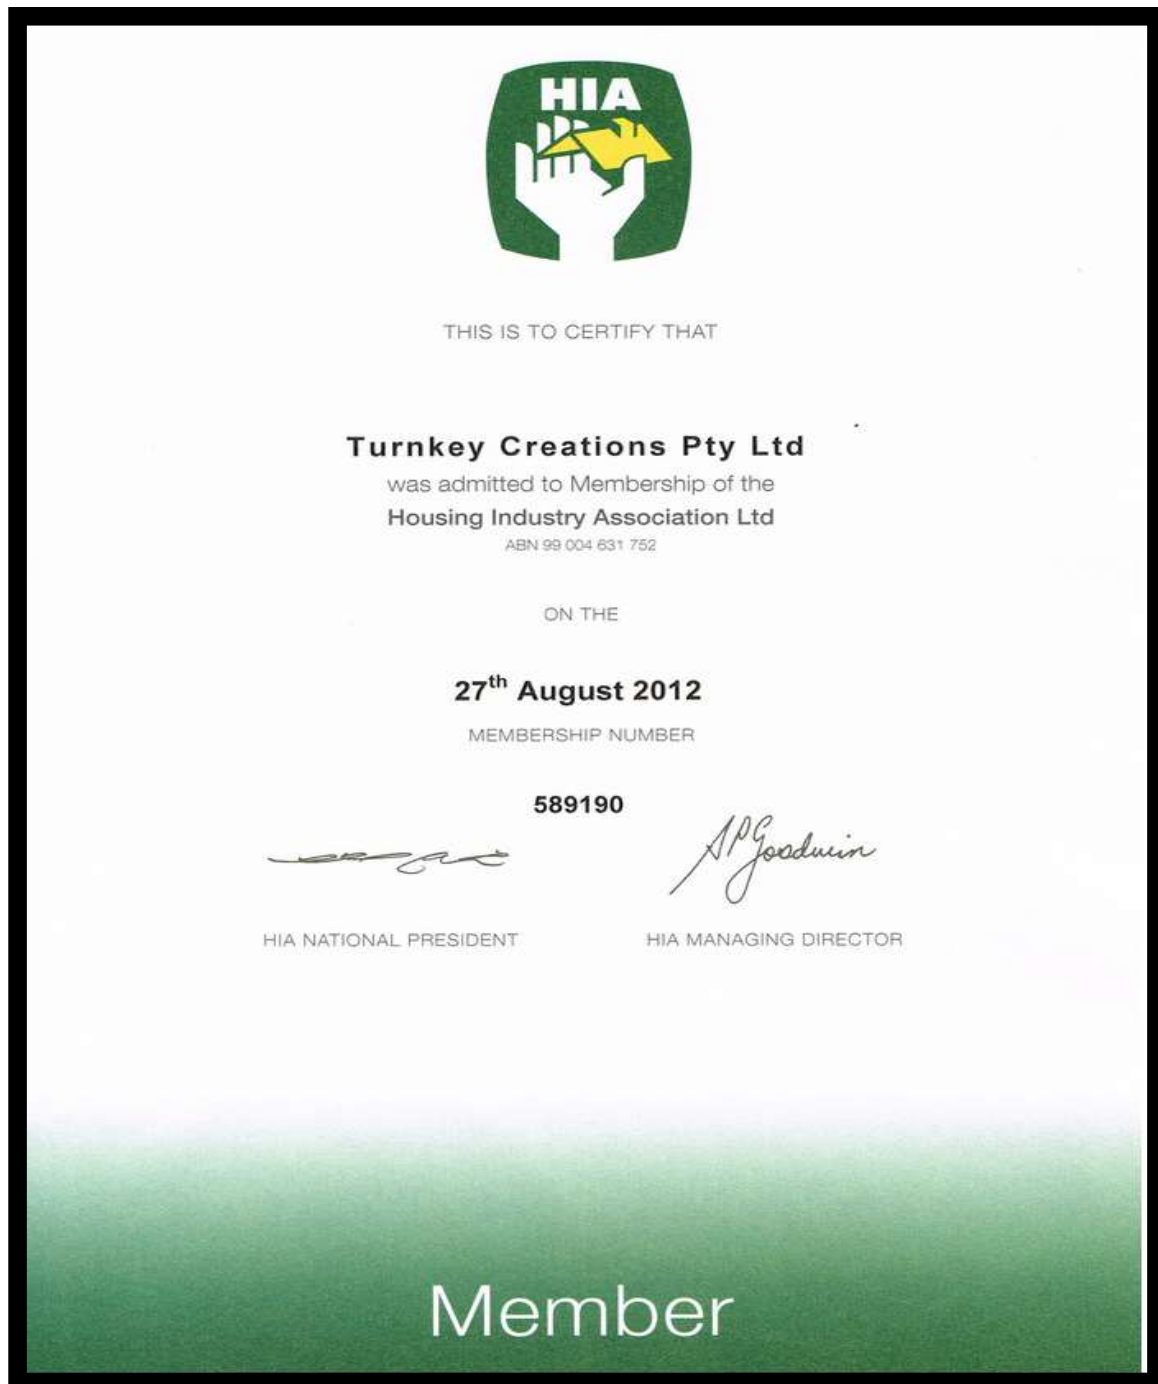 HIA
THIS IS TO CERTIFY THAT
Turnkey Creations Pty Ltd
was admitted to Membership of the
Housing Industry Association Ltd
ABN 99 004 631 752
ON THE
27th August 2012
MEMBERSHIP NUMBER
589190
SPGoodwin
HIA NATIONAL PRESIDENT
HIA MANAGING DIRECTOR
Member